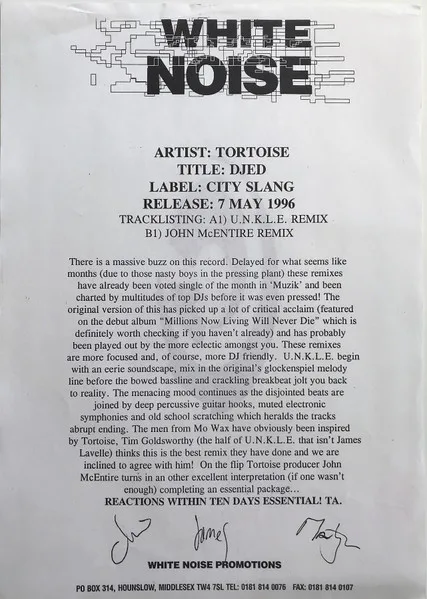 WHITE
NOISE
ARTIST: TORTOISE
TITLE: DJED
LABEL: CITY SLANG
RELEASE: 7 MAY 1996
TRACKLISTING: A1) U.N.K.L.E. REMIX
B1) JOHN McENTIRE REMIX
There is a massive buzz on this record. Delayed for what seems like
months (due to those nasty boys in the pressing plant) these remixes
have already been voted single of the month in ‘Muzik’ and been
charted by multitudes of top DJs before it was even pressed! The
original version of this has picked up a lot of critical acclaim (featured
on the debut album “Millions Now Living Will Never Die” which is
definitely worth checking if you haven’t already) and has probably
been played out by the more eclectic amongst you. These remixes
are more focused and, of course, more DJ friendly. U.N.K.L.E. begin
with an eerie soundscape, mix in the original’s glockenspiel melody
line before the bowed bassline and crackling breakbeat jolt you back
to reality. The menacing mood continues as the disjointed beats are
joined by deep percussive guitar hooks, muted electronic
symphonies and old school scratching which heralds the tracks
abrupt ending. The men from Mo Wax have obviously been inspired
by Tortoise, Tim Goldsworthy (the half of U.N.K.L.E. that isn’t James
Lavelle) thinks this is the best remix they have done and we are
inclined to agree with him! On the flip Tortoise producer John
McEntire turns in an other excellent interpretation (if one wasn’t
enough) completing an essential package…
REACTIONS WITHIN TEN DAYS ESSENTIAL! TA.
James
WHITE NOISE PROMOTIONS
PO BOX 314, HOUNSLOW, MIDDLESEX TW4 7SL TEL: 0181 814 0076 FAX: 0181 814 0107